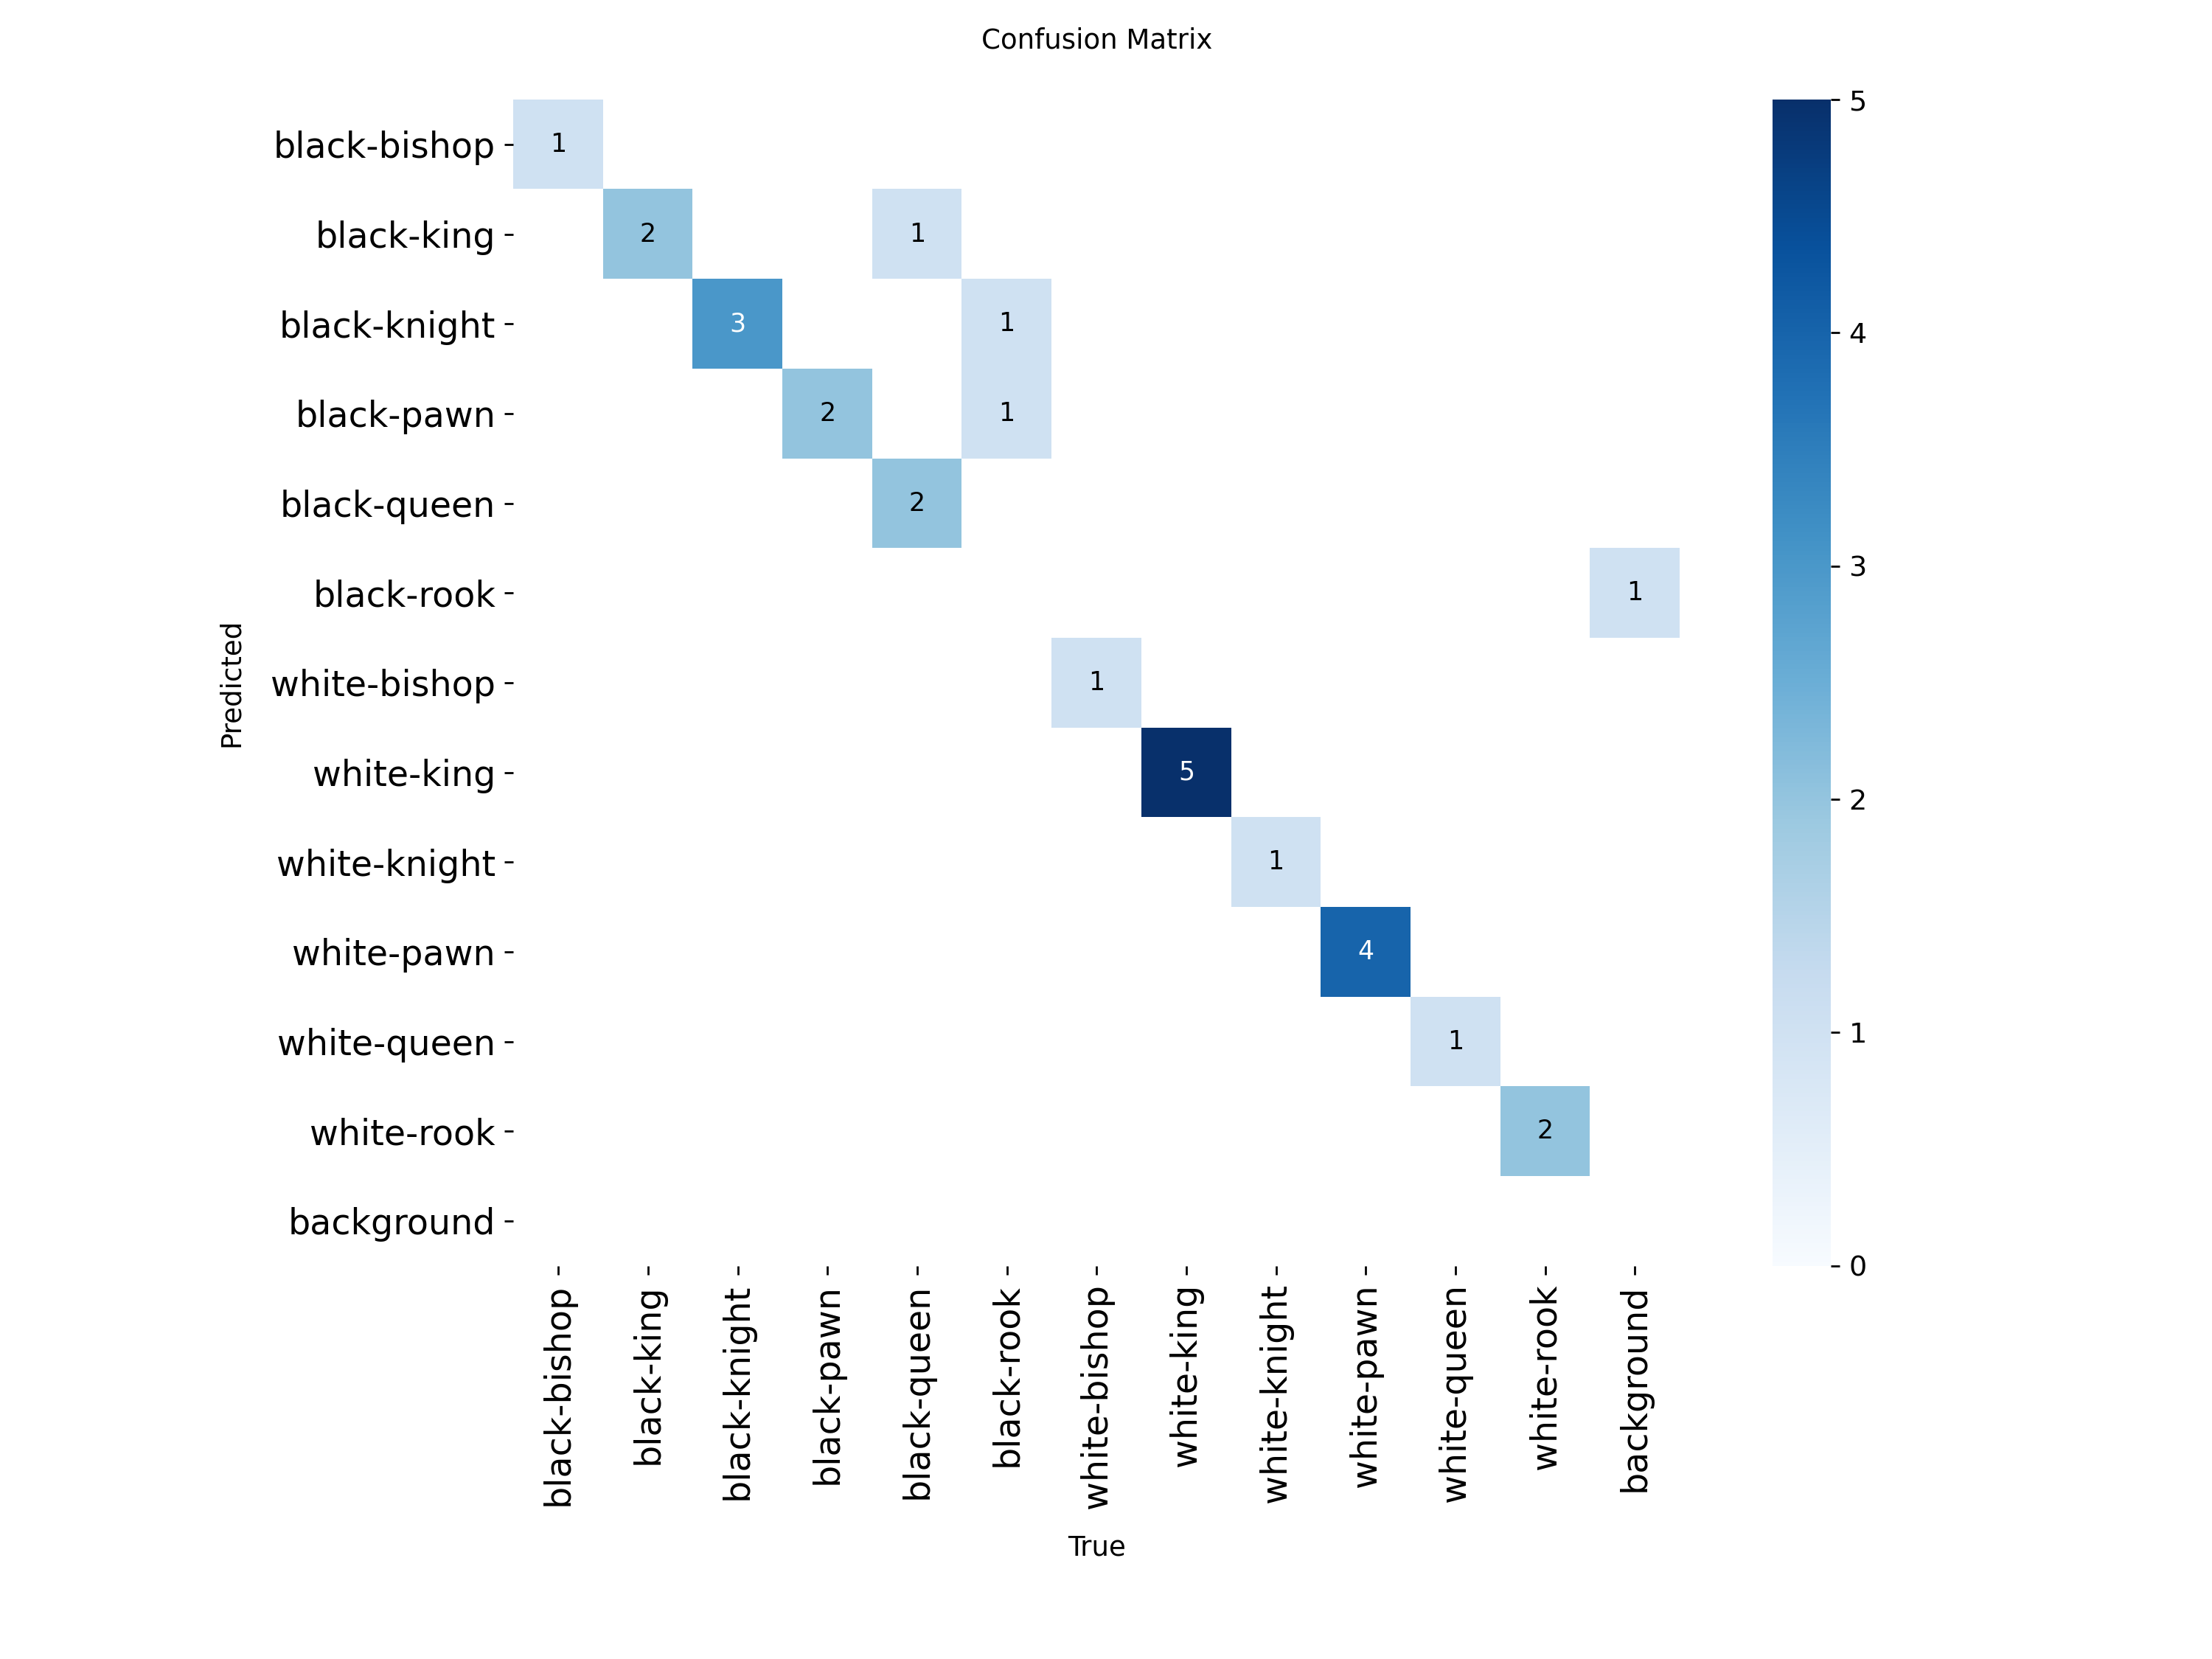 Confusion Matrix
black-bishop
1
black-king
2
1
black-knight
3
1
black-pawn
2
1
black-queen
2
black-rook
1
white-bishop
1
white-king
5
white-knight
1
white-pawn
4
white-queen
1
white-rook
2
background
Predicted
black-bishop
black-king
black-knight
black-pawn
black-queen
black-rook
white-bishop
white-king
white-knight
white-pawn
white-queen
white-rook
background
True
5
4
3
2
1
0